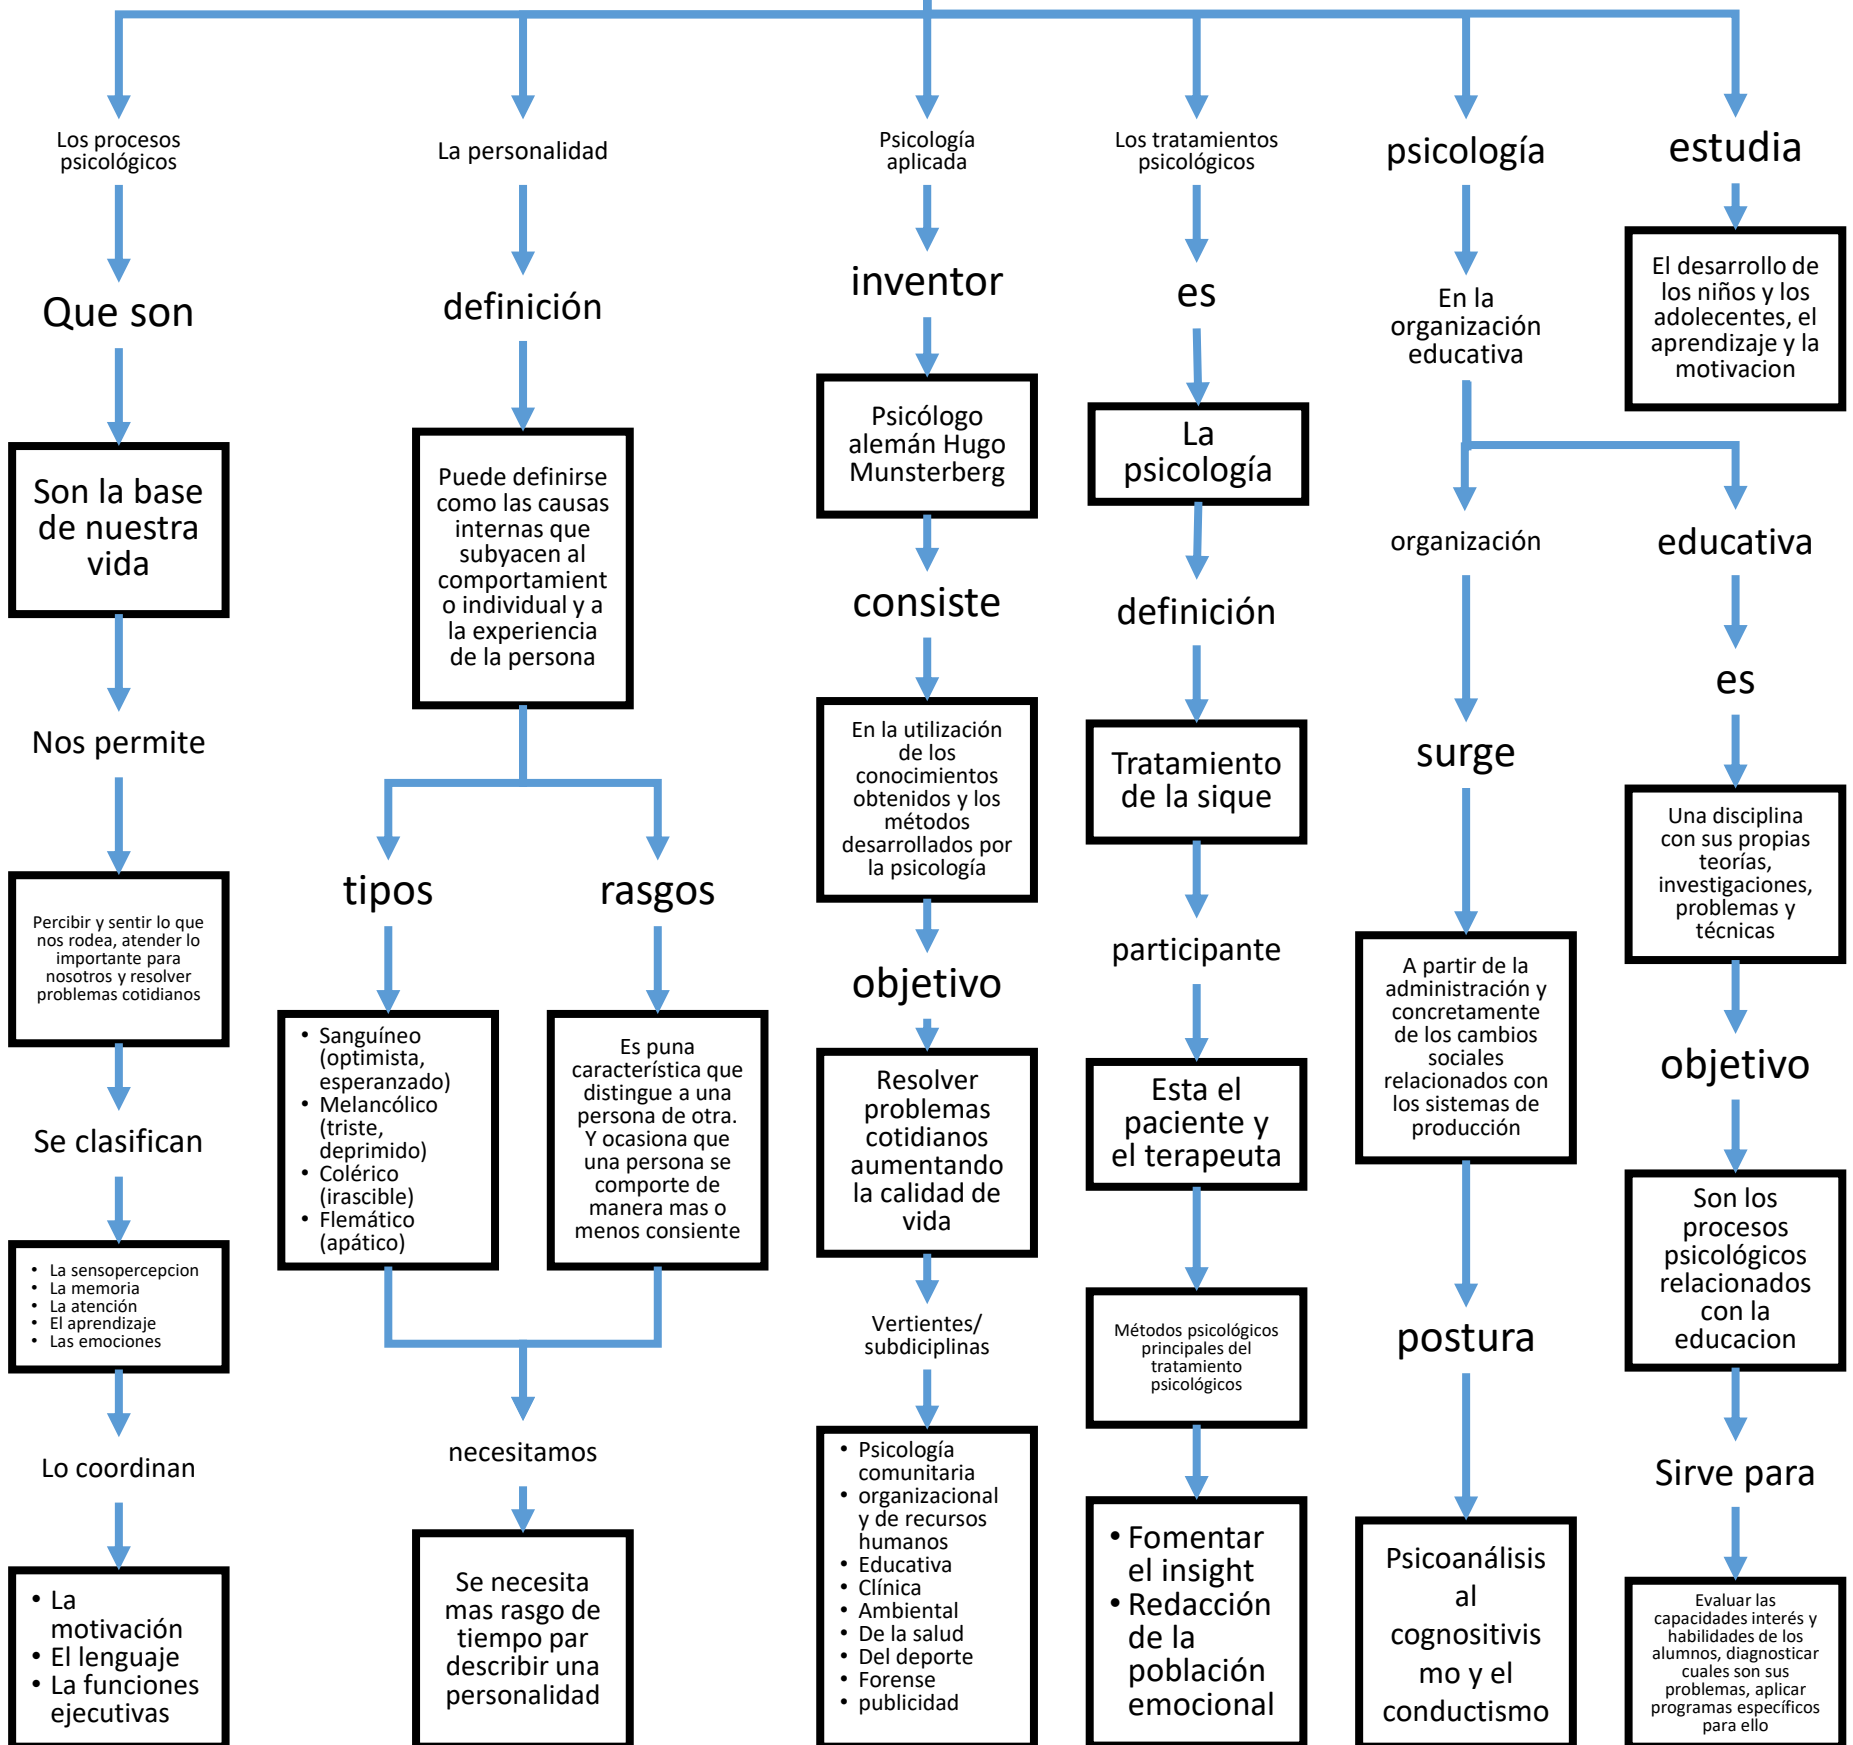 Los procesos
psicológicos
Que son
Son la base
de nuestra
vida
Nos permite
Percibir y sentir lo que
nos rodea, atender lo
importante para
nosotros y resolver
problemas cotidianos
Se clasifican
• La sensopercepcion
• La memoria
• La atención
• El aprendizaje
• Las emociones
Lo coordinan
• La
motivación
• El lenguaje
• La funciones
ejecutivas
La personalidad
definición
Puede definirse
como las causas
internas que
subyacen al
comportamient
o individual y a
la experiencia
de la persona
tipos
• Sanguíneo
(optimista,
esperanzado)
• Melancólico
(triste,
deprimido)
• Colérico
(irascible)
• Flemático
(apático)
rasgos
Es puna
característica que
distingue a una
persona de otra.
Y ocasiona que
una persona se
comporte de
manera mas o
menos consiente
necesitamos
Se necesita
mas rasgo de
tiempo par
describir una
personalidad
Psicología
aplicada
inventor
Psicólogo
alemán Hugo
Munsterberg
consiste
En la utilización
de los
conocimientos
obtenidos y los
métodos
desarrollados por
la psicología
objetivo
Resolver
problemas
cotidianos
aumentando
la calidad de
vida
Vertientes/
subdiciplinas
• Psicología
comunitaria
• organizacional
y de recursos
humanos
• Educativa
• Clínica
• Ambiental
• De la salud
• Del deporte
• Forense
• publicidad
Los tratamientos
psicológicos
es
La
psicología
definición
Tratamiento
de la sique
participante
Esta el
paciente y
el terapeuta
Métodos psicológicos
principales del
tratamiento
psicológicos
• Fomentar
el insight
• Redacción
de la
población
emocional
psicología
En la
organización
educativa
organización
surge
A partir de la
administración y
concretamente
de los cambios
sociales
relacionados con
los sistemas de
producción
postura
Psicoanálisis
al
cognositivis
mo y el
conductismo
estudia
El desarrollo de
los niños y los
adolecentes, el
aprendizaje y la
motivacion
educativa
es
Una disciplina
con sus propias
teorías,
investigaciones,
problemas y
técnicas
objetivo
Son los
procesos
psicológicos
relacionados
con la
educacion
Sirve para
Evaluar las
capacidades interés y
habilidades de los
alumnos, diagnosticar
cuales son sus
problemas, aplicar
programas específicos
para ello